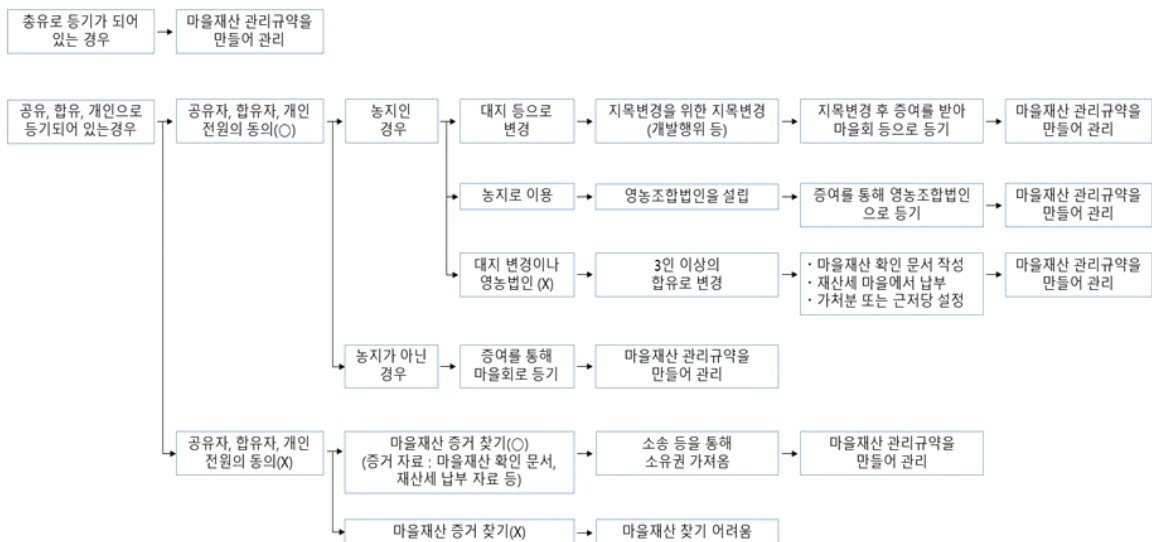 총유로 등기가 되어
있는 경우
마을재산 관리규약을
만들어 관리
공유, 합유, 개인으로
등기되어 있는경우
공유자, 합유자, 개인
전원의 동의(○)
농지인
경우
대지 등으로
변경
지목변경을 위한 지목변경
(개발행위 등)
지목변경 후 증여를 받아
마을회 등으로 등기
마을재산 관리규약을
만들어 관리
농지로 이용
영농조합법인을 설립
증여를 통해 영농조합법인
으로 등기
마을재산 관리규약을
만들어 관리
대지 변경이나
영농법인 (X)
3인 이상의
합유로 변경
· 마을재산 확인 문서 작성
· 재산세 마을에서 납부
· 가처분 또는 근저당 설정
마을재산 관리규약을
만들어 관리
농지가 아닌
경우
증여를 통해
마을회로 등기
마을재산 관리규약을
만들어 관리
공유자, 합유자, 개인
전원의 동의(X)
마을재산 증거 찾기(○)
(증거 자료 : 마을재산 확인 문서,
재산세 납부 자료 등)
소송 등을 통해
소유권 가져옴
마을재산 관리규약을
만들어 관리
마을재산 증거 찾기(X)
마을재산 찾기 어려움